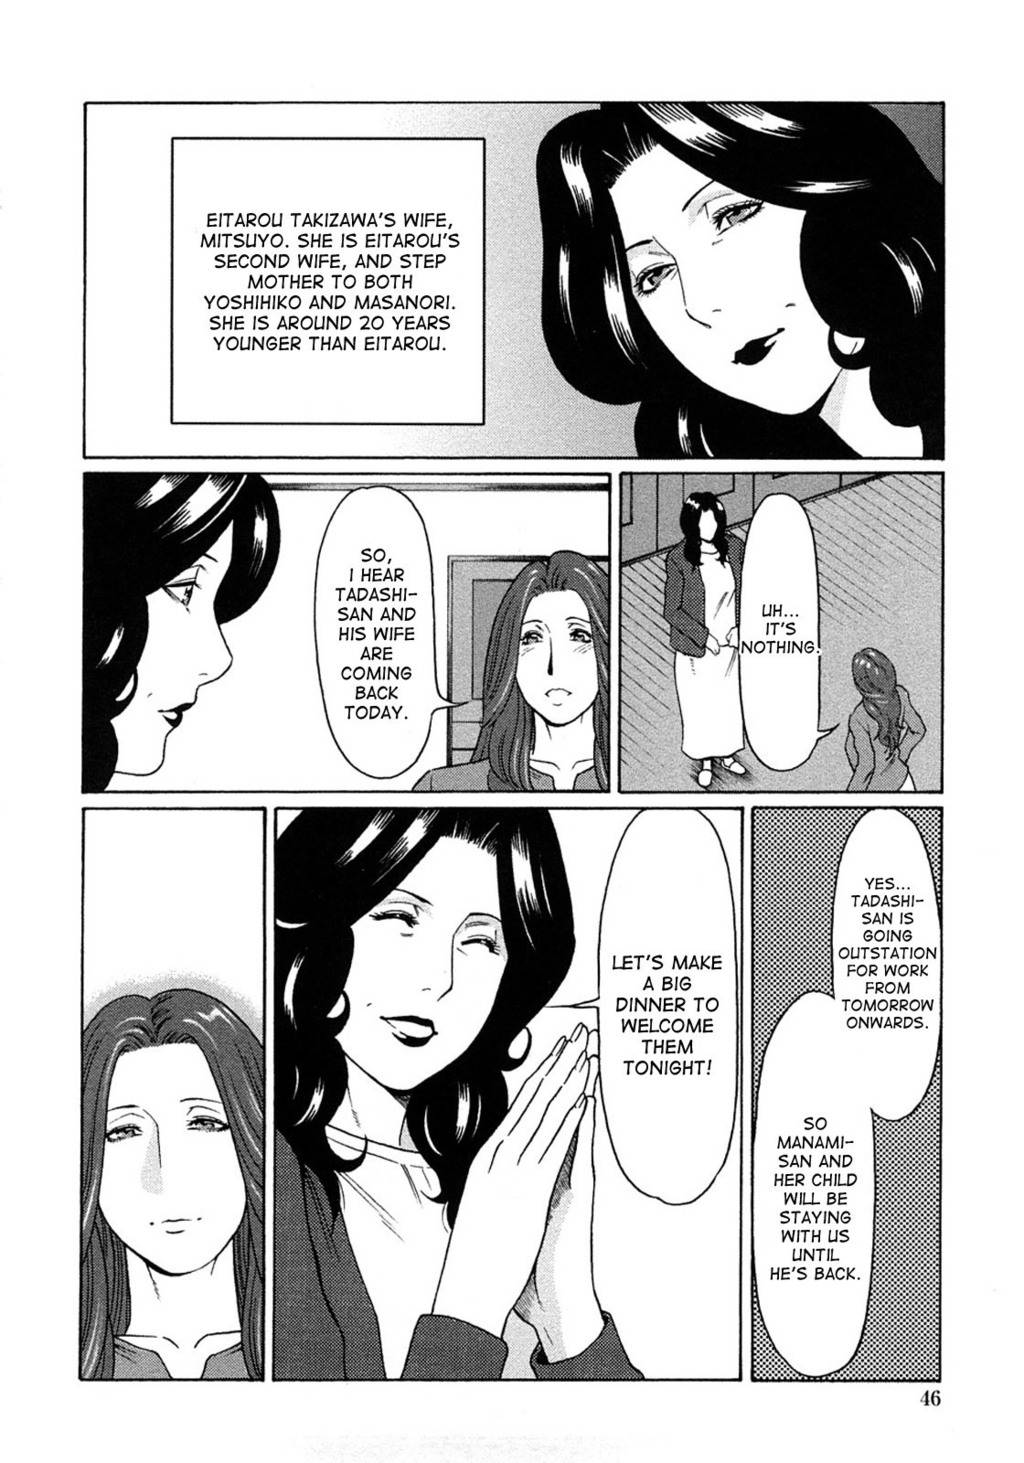 EITAROU TAKIZAWA'S WIFE,
MITSUYO. SHE IS EITAROU'S
SECOND WIFE, AND STEP
MOTHER TO BOTH
YOSHIHIKO AND MASANORI.
SHE IS AROUND 20 YEARS
YOUNGER THAN EITAROU.
UH...
IT'S
NOTHING.
SO,
I HEAR
TADASHI-
SAN AND
HIS WIFE
ARE
COMING
BACK
TODAY.
YES...
TADASHI-
SAN IS
GOING
OUTSTATION
FOR WORK
FROM
TOMORROW
ONWARDS.
SO
MANAMI-
SAN AND
HER CHILD
WILL BE
STAYING
WITH US
UNTIL
HE'S BACK.
LET'S MAKE
A BIG
DINNER TO
WELCOME
THEM
TONIGHT!
46